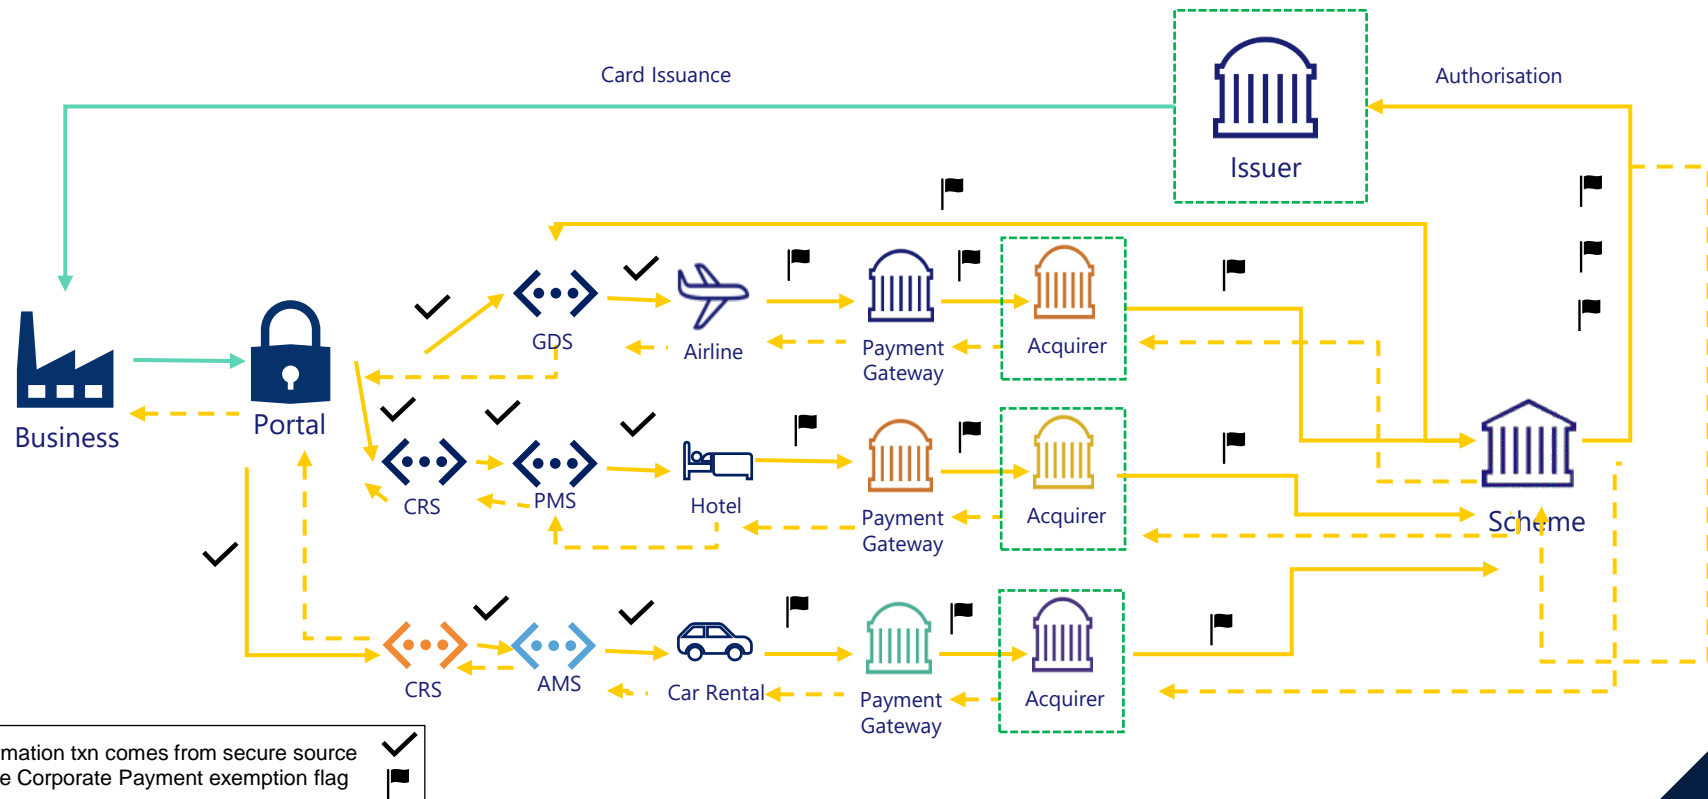 Card Issuance
Authorisation
Issuer
GDS
Airline
Payment
Gateway
Acquirer
Business
Portal
CRS
PMS
Hotel
Payment
Gateway
Acquirer
Scheme
CRS
AMS
Car Rental
Payment
Gateway
Acquirer
txn comes from secure source
Corporate Payment exemption flag